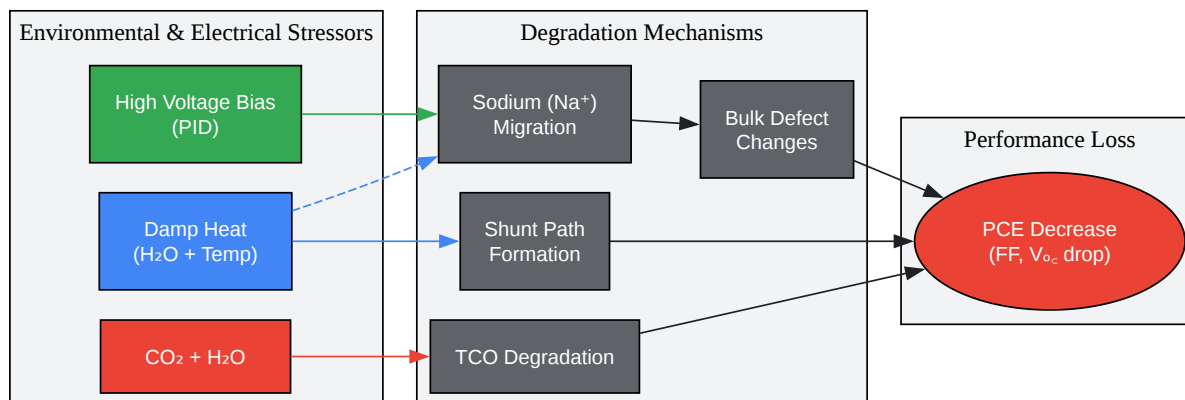 Environmental & Electrical Stressors
High Voltage Bias
(PID)
Damp Heat
(H₂O + Temp)
CO₂ + H₂O
Degradation Mechanisms
Sodium (Na⁺)
Migration
Bulk Defect
Changes
Shunt Path
Formation
TCO Degradation
Performance Loss
PCE Decrease
(FF, Vₒ꜀ drop)